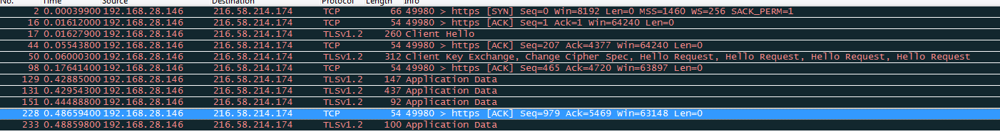 No. Time Source Destination Protocol Length Info
2 0.00039900 192.168.28.146 216.58.214.174 TCP 66 49980 > https [SYN] Seq=0 Win=8192 Len=0 MSS=1460 WS=256 SACK_PERM=1
16 0.01612000 192.168.28.146 216.58.214.174 TCP 54 49980 > https [ACK] Seq=1 Ack=1 Win=64240 Len=0
17 0.01627900 192.168.28.146 216.58.214.174 TLSv1.2 260 Client Hello
44 0.05543800 192.168.28.146 216.58.214.174 TCP 54 49980 > https [ACK] Seq=207 Ack=4377 Win=64240 Len=0
50 0.06000300 192.168.28.146 216.58.214.174 TLSv1.2 312 Client Key Exchange, Change Cipher Spec, Hello Request, Hello Request, Hello Request, Hello Request
98 0.17641400 192.168.28.146 216.58.214.174 TCP 54 49980 > https [ACK] Seq=465 Ack=4720 Win=63897 Len=0
129 0.42885000 192.168.28.146 216.58.214.174 TLSv1.2 147 Application Data
131 0.42954300 192.168.28.146 216.58.214.174 TLSv1.2 437 Application Data
151 0.44488800 192.168.28.146 216.58.214.174 TLSv1.2 92 Application Data
228 0.48659400 192.168.28.146 216.58.214.174 TCP 54 49980 > https [ACK] Seq=979 Ack=5469 Win=63148 Len=0
233 0.48859800 192.168.28.146 216.58.214.174 TLSv1.2 100 Application Data